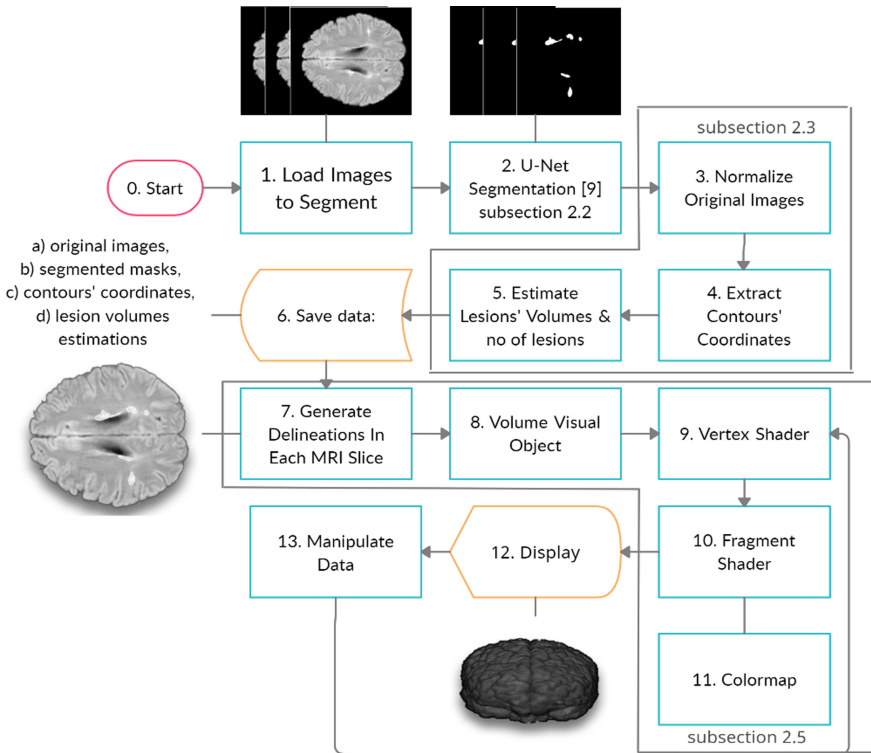 subsection 2.3
0. Start
1. Load Images
to Segment
2. U-Net
Segmentation [9]
subsection 2.2
3. Normalize
Original Images
a) original images,
b) segmented masks,
c) contours' coordinates,
d) lesion volumes
estimations
6. Save data:
5. Estimate
Lesions' Volumes &
no of lesions
4. Extract
Contours'
Coordinates
7. Generate
Delineations In
Each MRI Slice
8. Volume Visual
Object
9. Vertex Shader
13. Manipulate
Data
12. Display
10. Fragment
Shader
11. Colormap
subsection 2.5